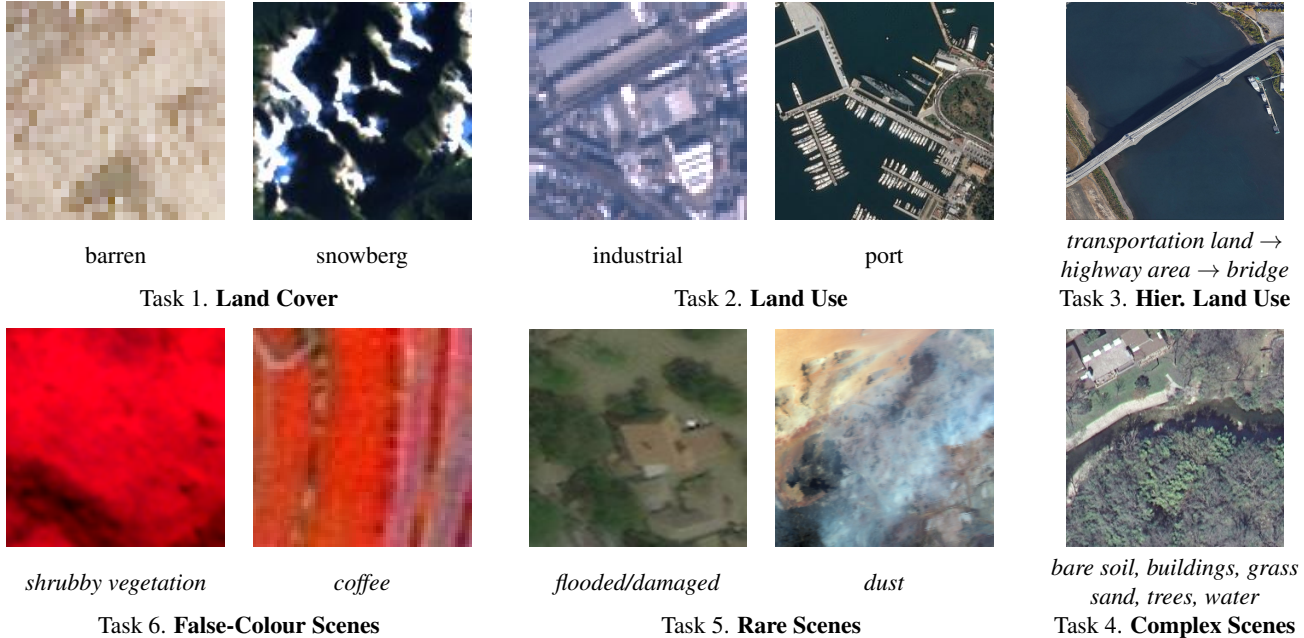 barren
snowberg
industrial
port
transportation land →
highway area → bridge
Task 1. Land Cover
Task 2. Land Use
Task 3. Hier. Land Use
shrubby vegetation
coffee
flooded/damaged
dust
bare soil, buildings, grass
sand, trees, water
Task 6. False-Colour Scenes
Task 5. Rare Scenes
Task 4. Complex Scenes